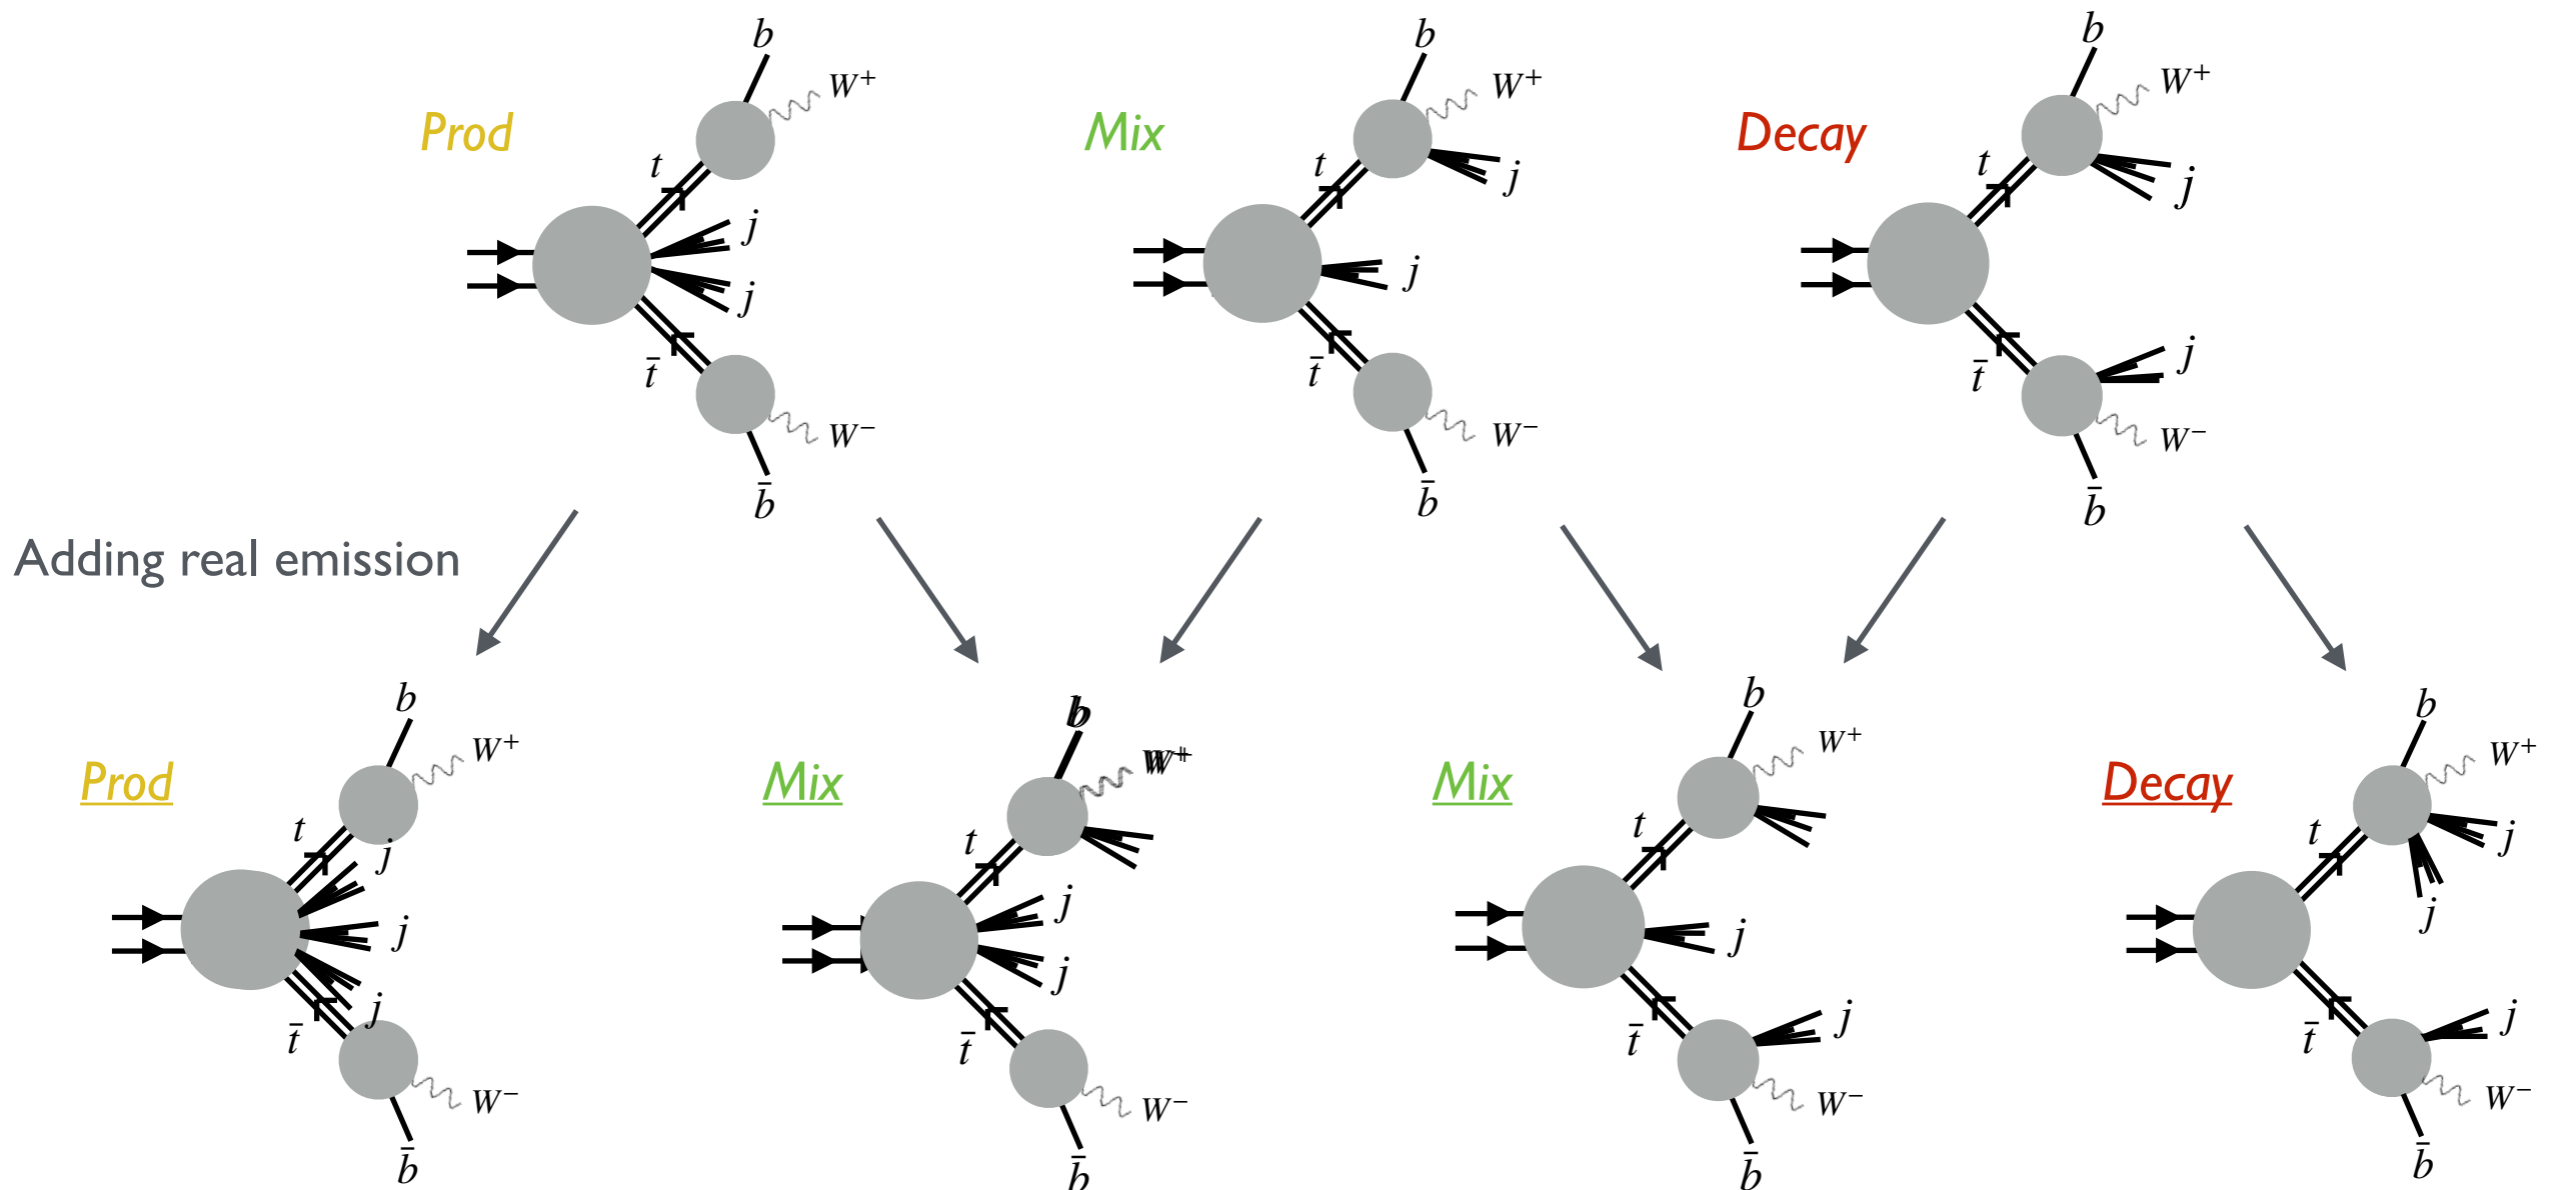 b
W⁺
Prod
t
j
j
t̄
W⁻
b̄
b
W⁺
Mix
t
j
j
t̄
W⁻
b̄
b
W⁺
Decay
t
j
j
t̄
W⁻
b̄
Adding real emission
b
W⁺
Prod
t
j
j
j
t̄
W⁻
b̄
b
W⁺
Mix
t
j
j
t̄
W⁻
b̄
b
W⁺
Mix
t
j
j
t̄
W⁻
b̄
b
W⁺
Decay
t
j
j
j
t̄
W⁻
b̄